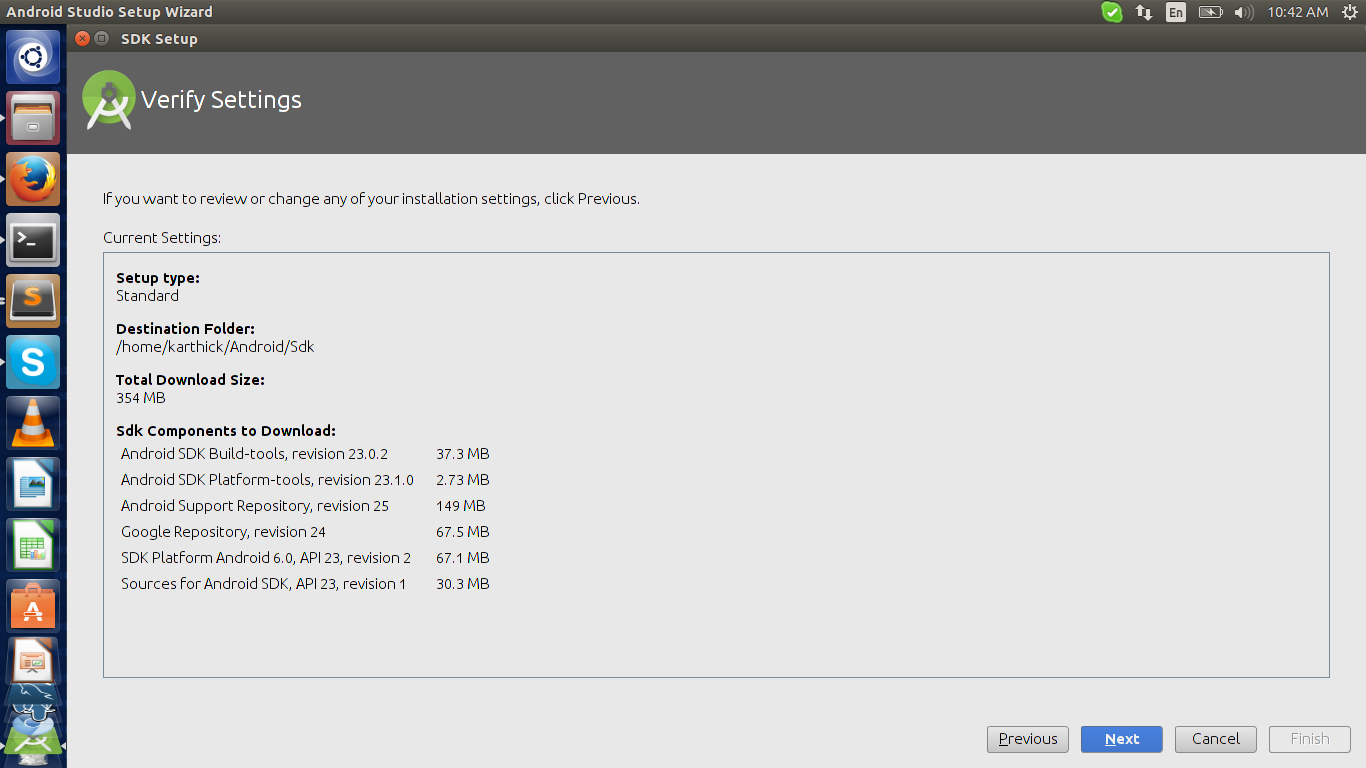 Android Studio Setup Wizard
En
10:42 AM
SDK Setup
Verify Settings
If you want to review or change any of your installation settings, click Previous.
Current Settings:
Setup type:
Standard
Destination Folder:
/home/karthick/Android/Sdk
Total Download Size:
354 MB
Sdk Components to Download:
Android SDK Build-tools, revision 23.0.2 37.3 MB
Android SDK Platform-tools, revision 23.1.0 2.73 MB
Android Support Repository, revision 25 149 MB
Google Repository, revision 24 67.5 MB
SDK Platform Android 6.0, API 23, revision 2 67.1 MB
Sources for Android SDK, API 23, revision 1 30.3 MB
Previous Next Cancel Finish